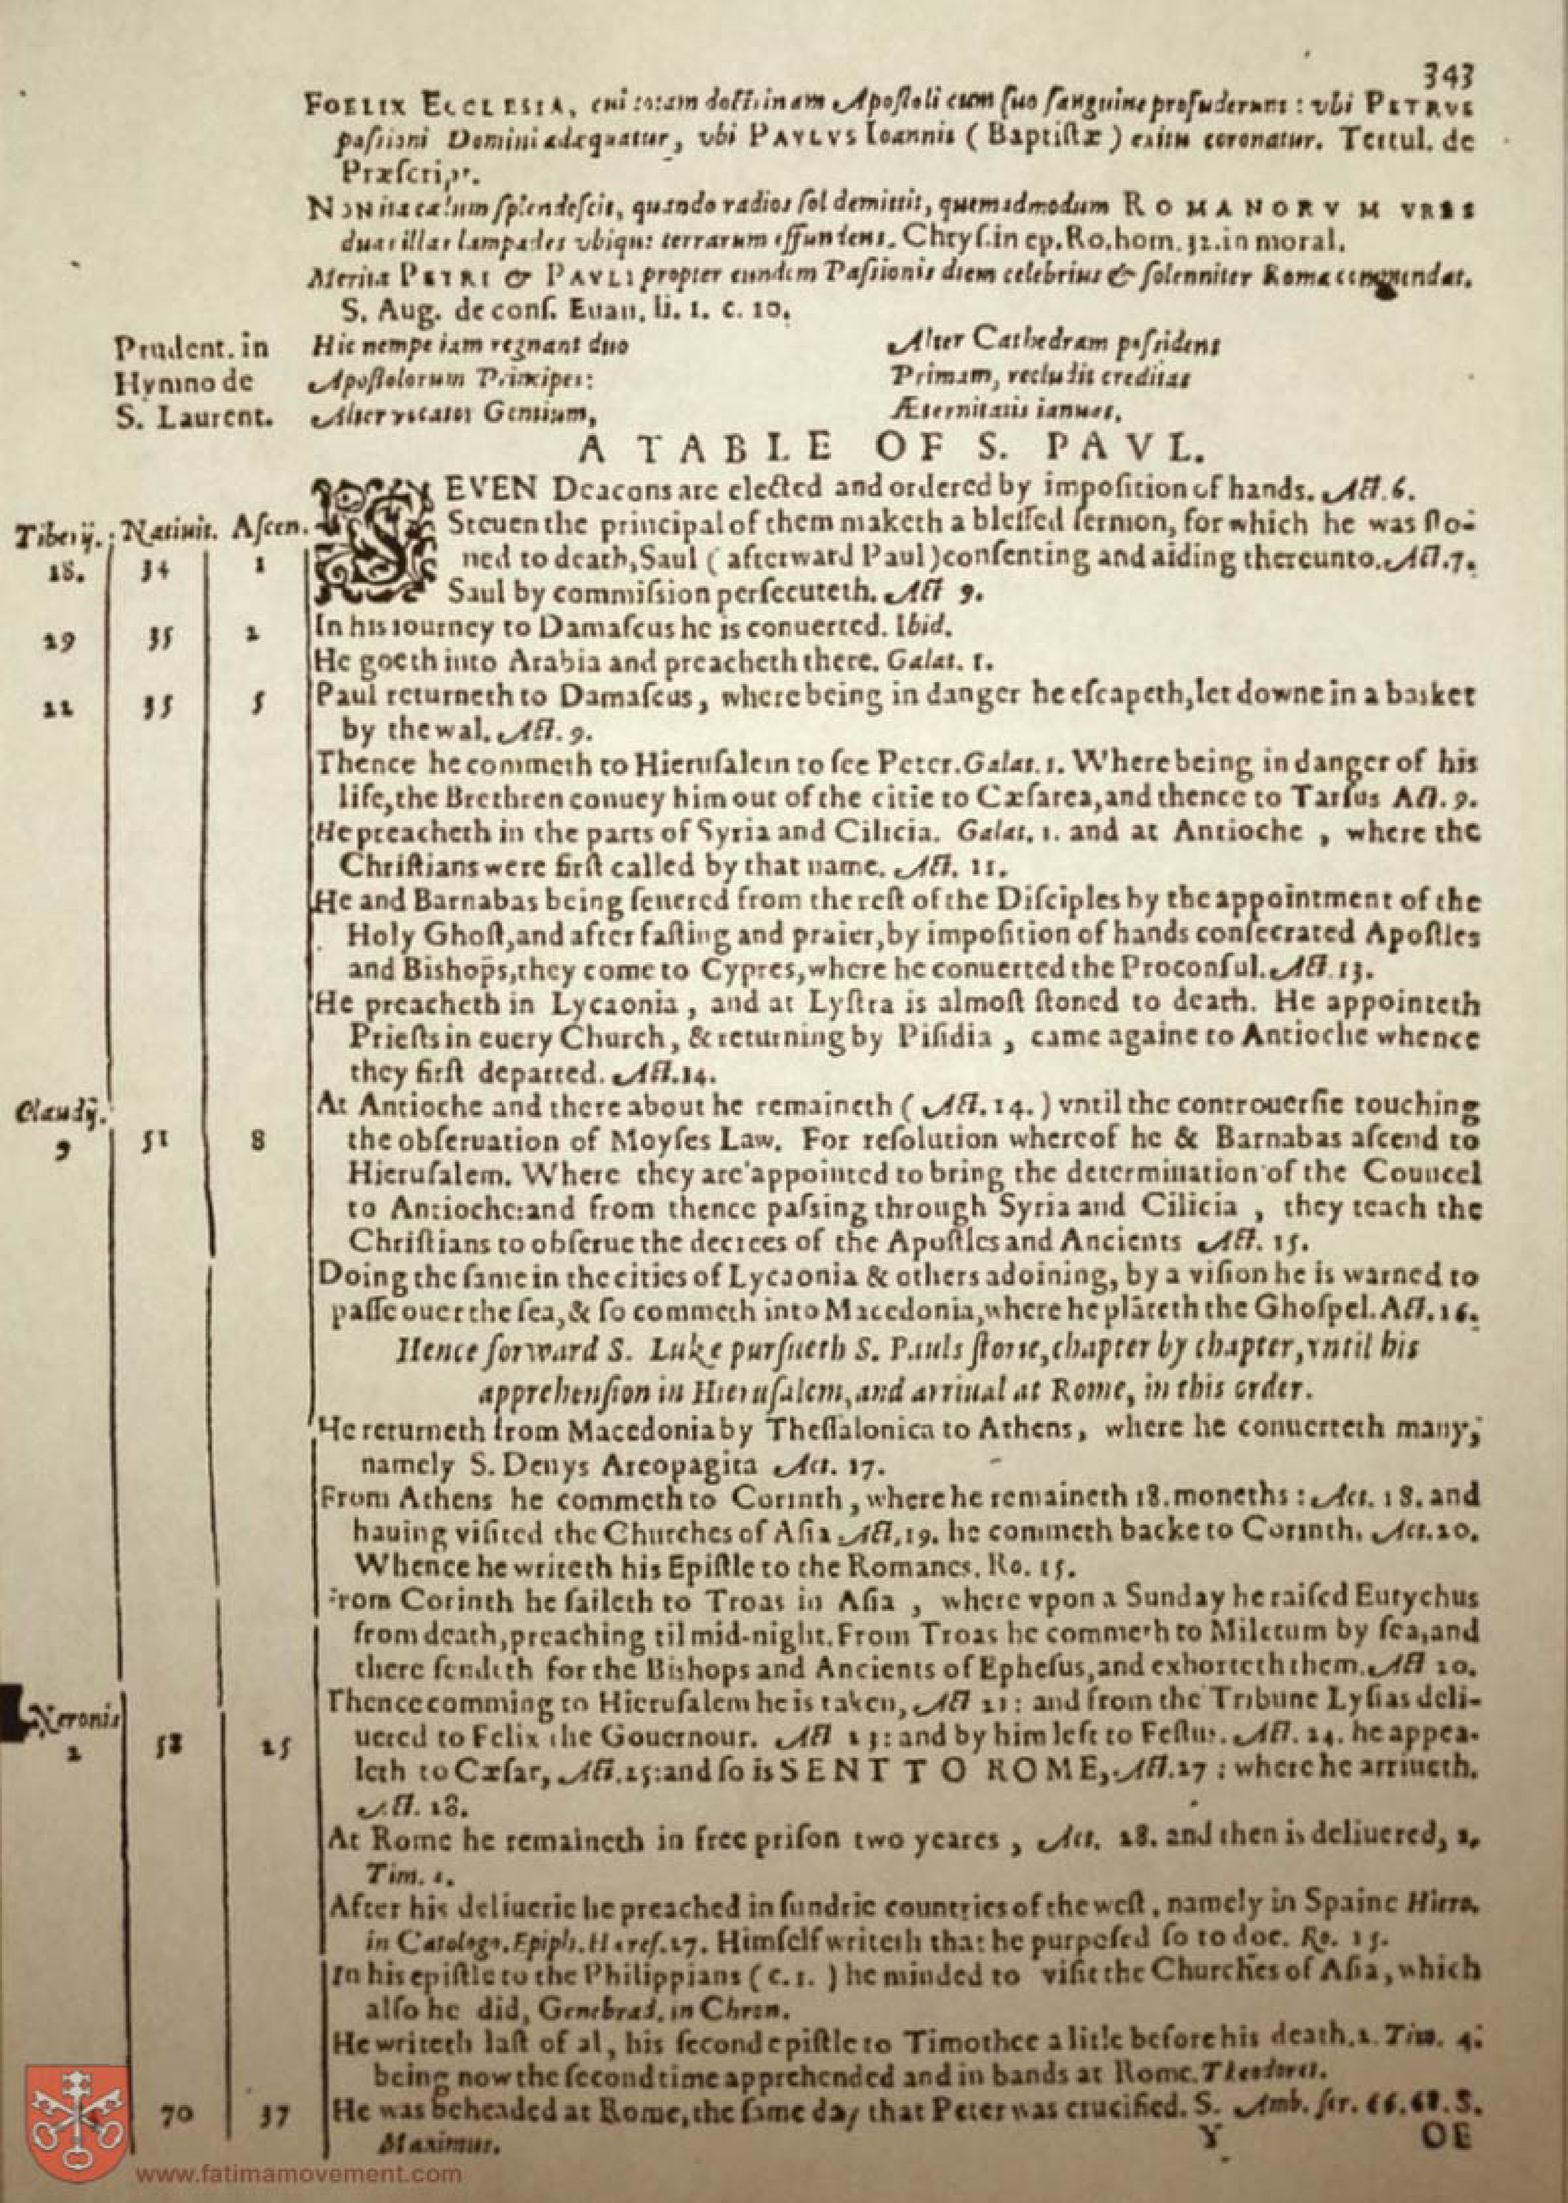 343
FOELIX ECCLESIA, cui totam doctrinam Apoſtoli cum ſuo ſanguine profuderunt : vbi PETRVS
paſsioni Domini adæquatur, vbi PAVLVS Ioannis ( Baptiſtæ ) exitu coronatur. Tertul. de
Præſcript.
NON ita cælum ſplendeſcit, quando radios ſol demittit, quemadmodum ROMANORVM VRBS
duas illas lampades vbique terrarum effundens. Chryſ. in ep. Ro. hom. 32. in moral.
Merita PETRI & PAVLI propter eundem Paſsionis diem celebrius & ſolenniter Roma commendat.
S. Aug. de conſ. Euan. li. 1. c. 10.
Prudent. in Hic nempe iam regnant duo Alter Cathedram poſsidens
Hymno de Apoſtolorum Principes: Primam, recludit creditas
S. Laurent. Alter vocator Gentium, Æternitatis ianuas.
A TABLE OF S. PAVL.
SEVEN Deacons are elected and ordered by impoſition of hands. Act. 6.
Tiberij. Natiuit. Aſcen. Steuen the principal of them maketh a bleſſed ſermon, for which he was ſto-
18. 34 1 ned to death, Saul ( afterward Paul ) conſenting and aiding thereunto. Act. 7.
Saul by commiſsion perſecuteth. Act 9.
19 35 2 In his iourney to Damaſcus he is conuerted. Ibid.
He goeth into Arabia and preacheth there. Galat. 1.
22 35 5 Paul returneth to Damaſcus, where being in danger he eſcapeth, let downe in a basket
by the wal. Act. 9.
Thence he commeth to Hieruſalem to ſee Peter. Galat. 1. Where being in danger of his
life, the Brethren conuey him out of the citie to Cæſarea, and thence to Tarſus Act. 9.
He preacheth in the parts of Syria and Cilicia. Galat. 1. and at Antioche , where the
Chriſtians were firſt called by that name. Act. 11.
He and Barnabas being ſeuered from the reſt of the Diſciples by the appointment of the
Holy Ghoſt, and after faſting and praier, by impoſition of hands conſecrated Apoſtles
and Bishops, they come to Cypres, where he conuerted the Proconſul. Act. 13.
He preacheth in Lycaonia , and at Lyſtra is almoſt ſtoned to death. He appointeth
Prieſts in euery Church , & returning by Piſidia , came againe to Antioche whence
they firſt departed. Act. 14.
Claudij. At Antioche and there about he remaineth ( Act. 14. ) vntil the controuerſie touching
9 51 8 the obſeruation of Moyſes Law. For reſolution whereof he & Barnabas aſcend to
Hieruſalem. Where they are appointed to bring the determination of the Councel
to Antioche: and from thence paſsing through Syria and Cilicia , they teach the
Chriſtians to obſerue the decrees of the Apoſtles and Ancients Act. 15.
Doing the ſame in the cities of Lycaonia & others adoining, by a viſion he is warned to
paſſe ouer the ſea, & ſo commeth into Macedonia, where he plãteth the Ghoſpel. Act. 16.
Hence forward S. Luke purſueth S. Pauls ſtorie, chapter by chapter, vntil his
apprehenſion in Hieruſalem, and arriual at Rome, in this order.
He returneth from Macedonia by Theſſalonica to Athens, where he conuerteth many,
namely S. Denys Areopagita Act. 17.
From Athens he commeth to Corinth , where he remaineth 18. moneths : Act. 18. and
hauing viſited the Churches of Aſia Act. 19. he commeth backe to Corinth. Act. 20.
Whence he writeth his Epiſtle to the Romanes. Ro. 15.
From Corinth he ſaileth to Troas in Aſia , where vpon a Sunday he raiſed Eutychus
from death, preaching til mid-night. From Troas he commeth to Miletum by ſea, and
there ſendeth for the Bishops and Ancients of Epheſus, and exhorteth them. Act 20.
Neronis Thence comming to Hieruſalem he is taken, Act 21: and from the Tribune Lyſias deli-
2 58 25 uered to Felix the Gouernour. Act 23: and by him left to Feſtus. Act. 24. he appea-
leth to Cæſar, Act. 25: and ſo is SENT TO ROME, Act. 27 : where he arriueth.
Act. 28.
At Rome he remaineth in free priſon two yeares , Act. 28. and then is deliuered, 2.
Tim. 4.
After his deliuerie he preached in ſundrie countries of the weſt , namely in Spaine Hiero.
in Catologo. Epiph. Hæreſ. 27. Himſelf writeth that he purpoſed ſo to doe. Ro. 15.
In his epiſtle to the Philippians ( c. 1. ) he minded to viſit the Churches of Aſia , which
alſo he did, Genebrad. in Chron.
He writeth laſt of al, his ſecond epiſtle to Timothee a litle before his death. 2. Tim. 4.
being now the ſecond time apprehended and in bands at Rome. Theodoret.
70 37 He was beheaded at Rome, the ſame day that Peter was crucified. S. Amb. ſer. 66. 68. S.
Maximus.
Y OE
www.fatimamovement.com